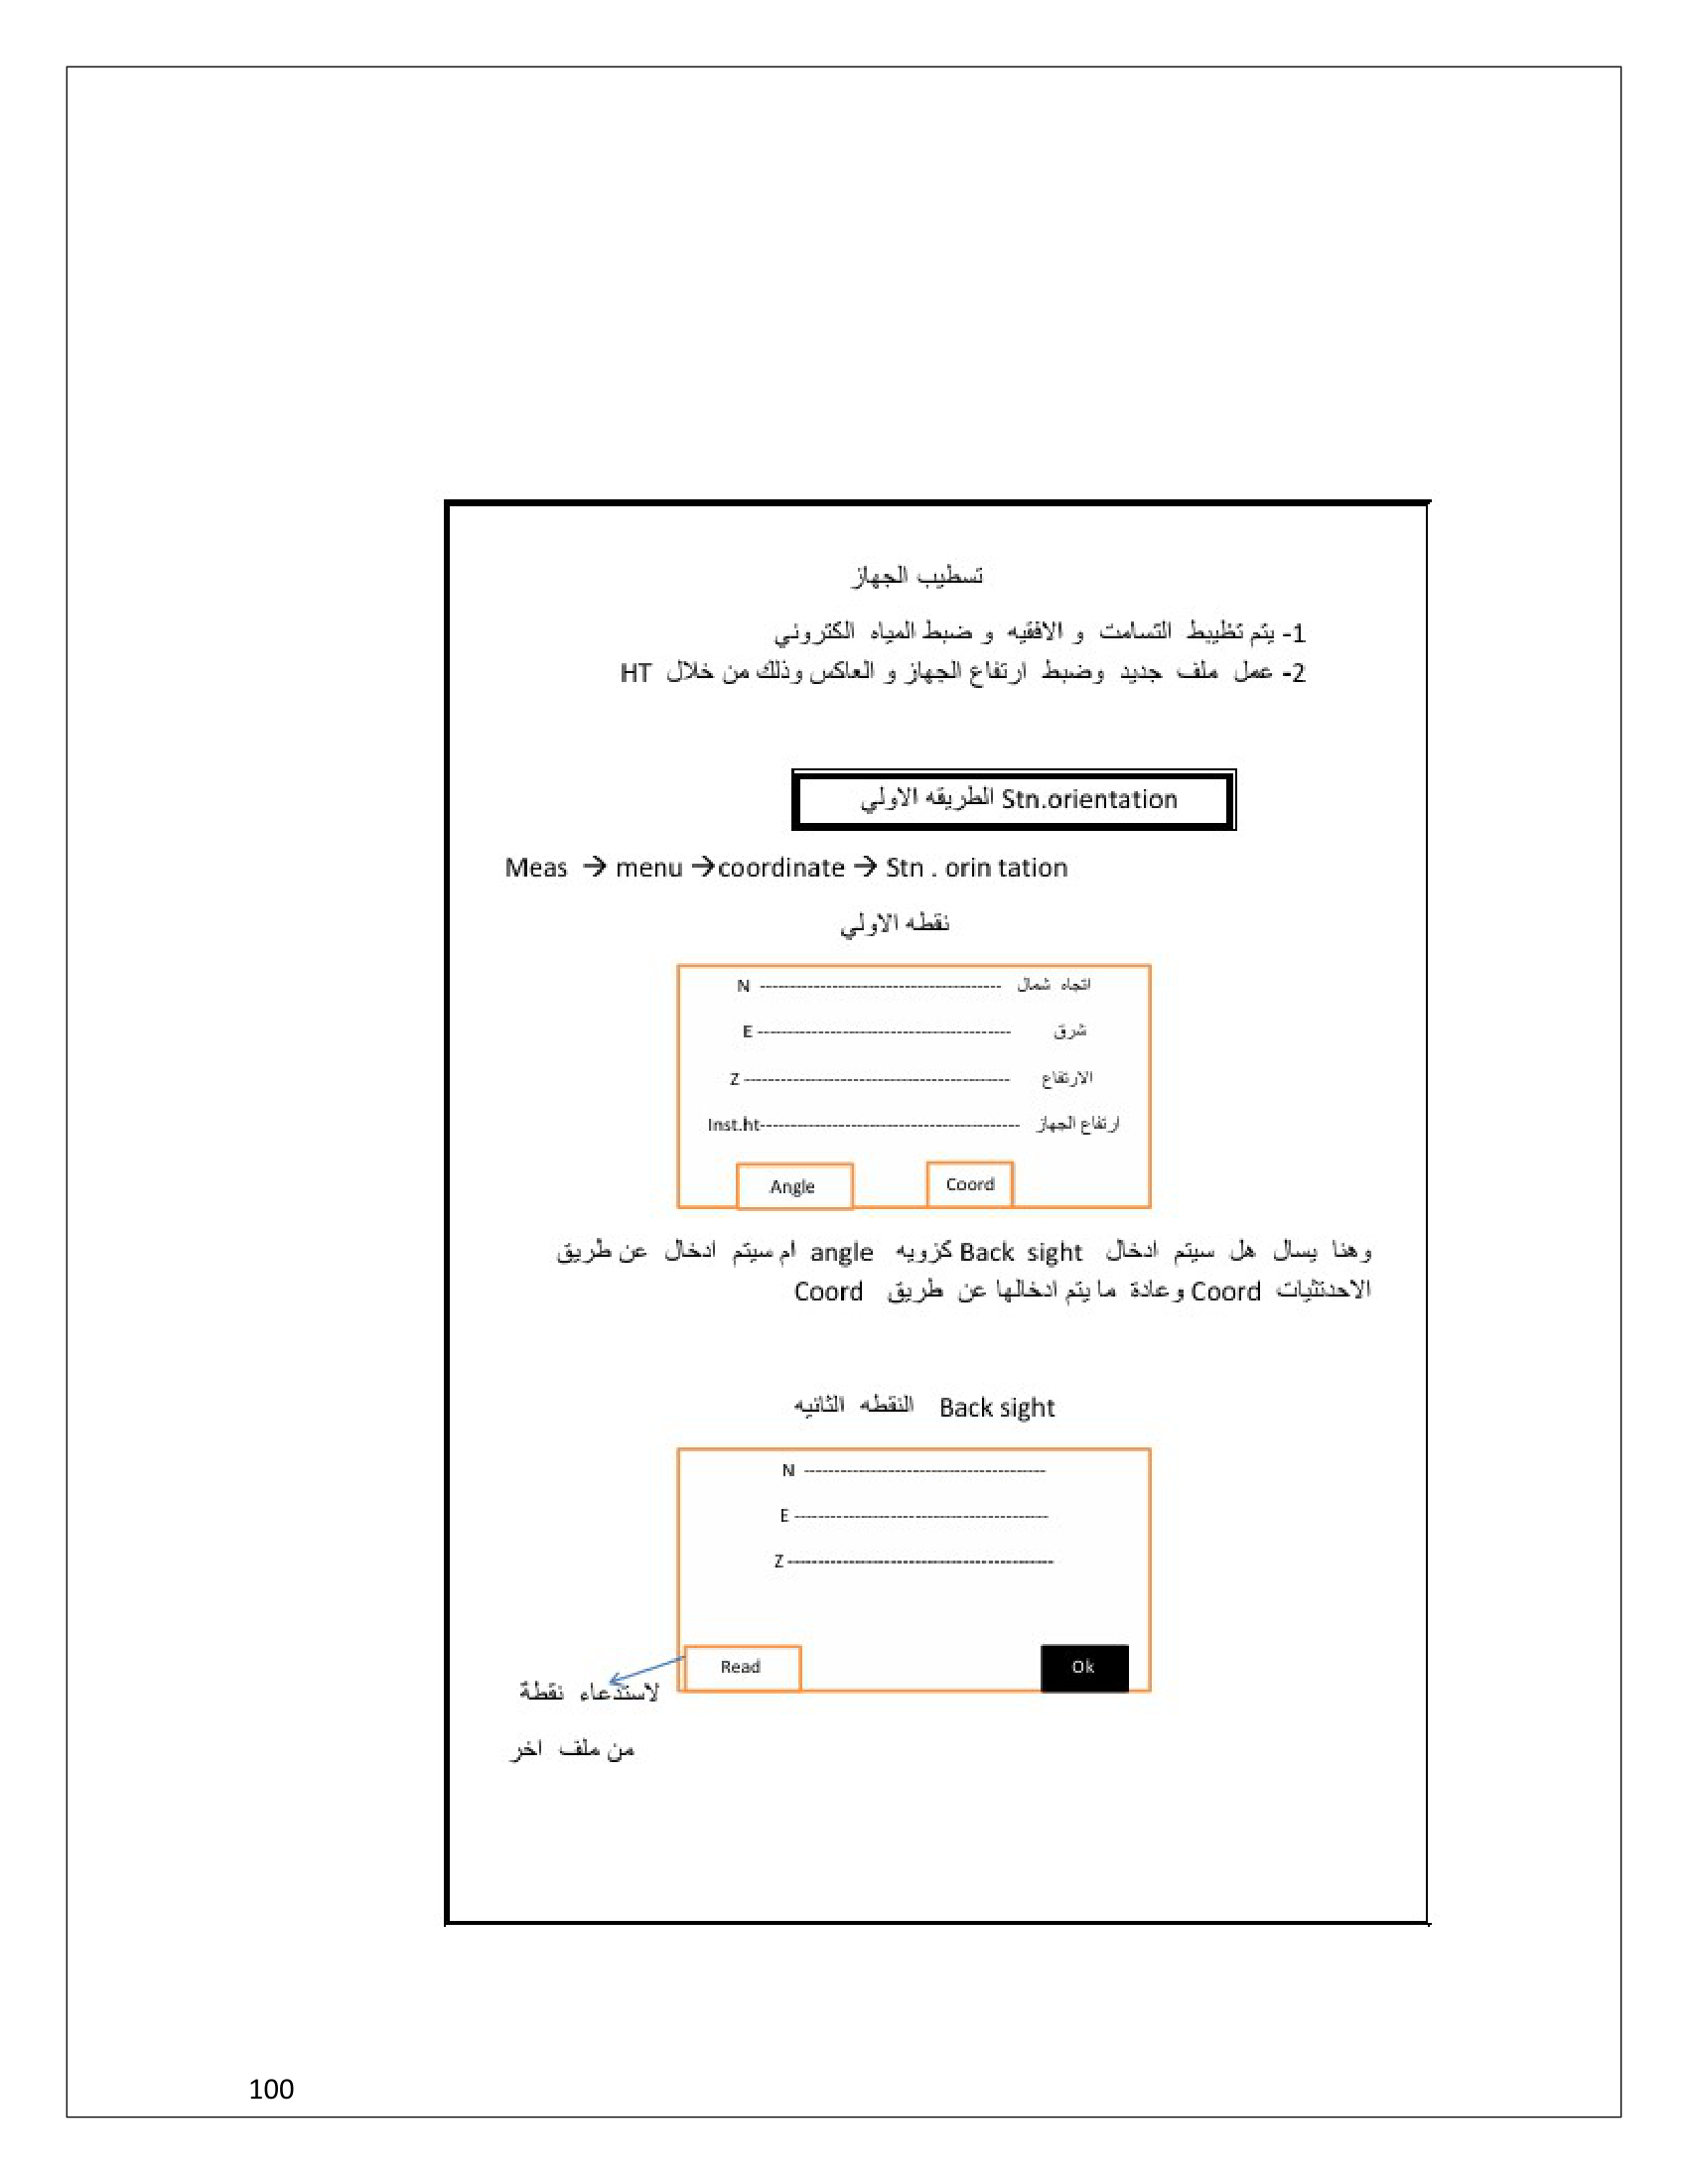 تسطيب الجهاز
1- يتم تظبيط التسامت و الافقيه و ضبط المياه الكتروني
2- عمل ملف جديد وضبط ارتفاع الجهاز و العاكس وذلك من خلال HT
Stn.orientation الطريقه الاولي
Meas → menu →coordinate → Stn . orin tation
نقطه الاولي
N ---------------------------------------- اتجاه شمال
E ------------------------------------------ شرق
Z -------------------------------------------- الارتفاع
Inst.ht------------------------------------------- ارتفاع الجهاز
Angle Coord
وهنا يسال هل سيتم ادخال Back sight كزويه angle ام سيتم ادخال عن طريق
الاحدتثيات Coord وعادة ما يتم ادخالها عن طريق Coord
Back sight النقطه الثانيه
N ----------------------------------------
E ------------------------------------------
Z --------------------------------------------
Read Ok
لاستدعاء نقطة
من ملف اخر
100